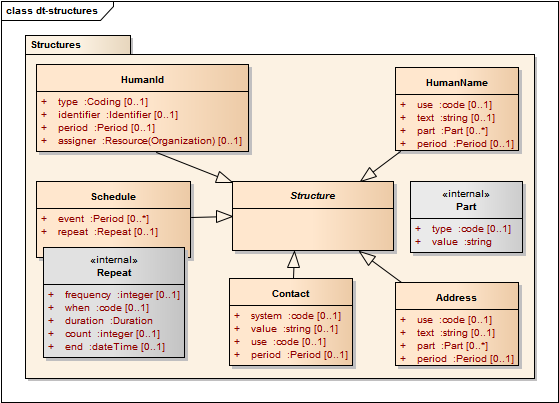 class dt-structures
Structures
HumanId
+ type :Coding [0..1]
+ identifier :Identifier [0..1]
+ period :Period [0..1]
+ assigner :Resource(Organization) [0..1]
HumanName
+ use :code [0..1]
+ text :string [0..1]
+ part :Part [0..*]
+ period :Period [0..1]
Schedule
+ event :Period [0..*]
+ repeat :Repeat [0..1]
Structure
«internal»
Part
+ type :code [0..1]
+ value :string
«internal»
Repeat
+ frequency :integer [0..1]
+ when :code [0..1]
+ duration :Duration
+ count :integer [0..1]
+ end :dateTime [0..1]
Contact
+ system :code [0..1]
+ value :string [0..1]
+ use :code [0..1]
+ period :Period [0..1]
Address
+ use :code [0..1]
+ text :string [0..1]
+ part :Part [0..*]
+ period :Period [0..1]